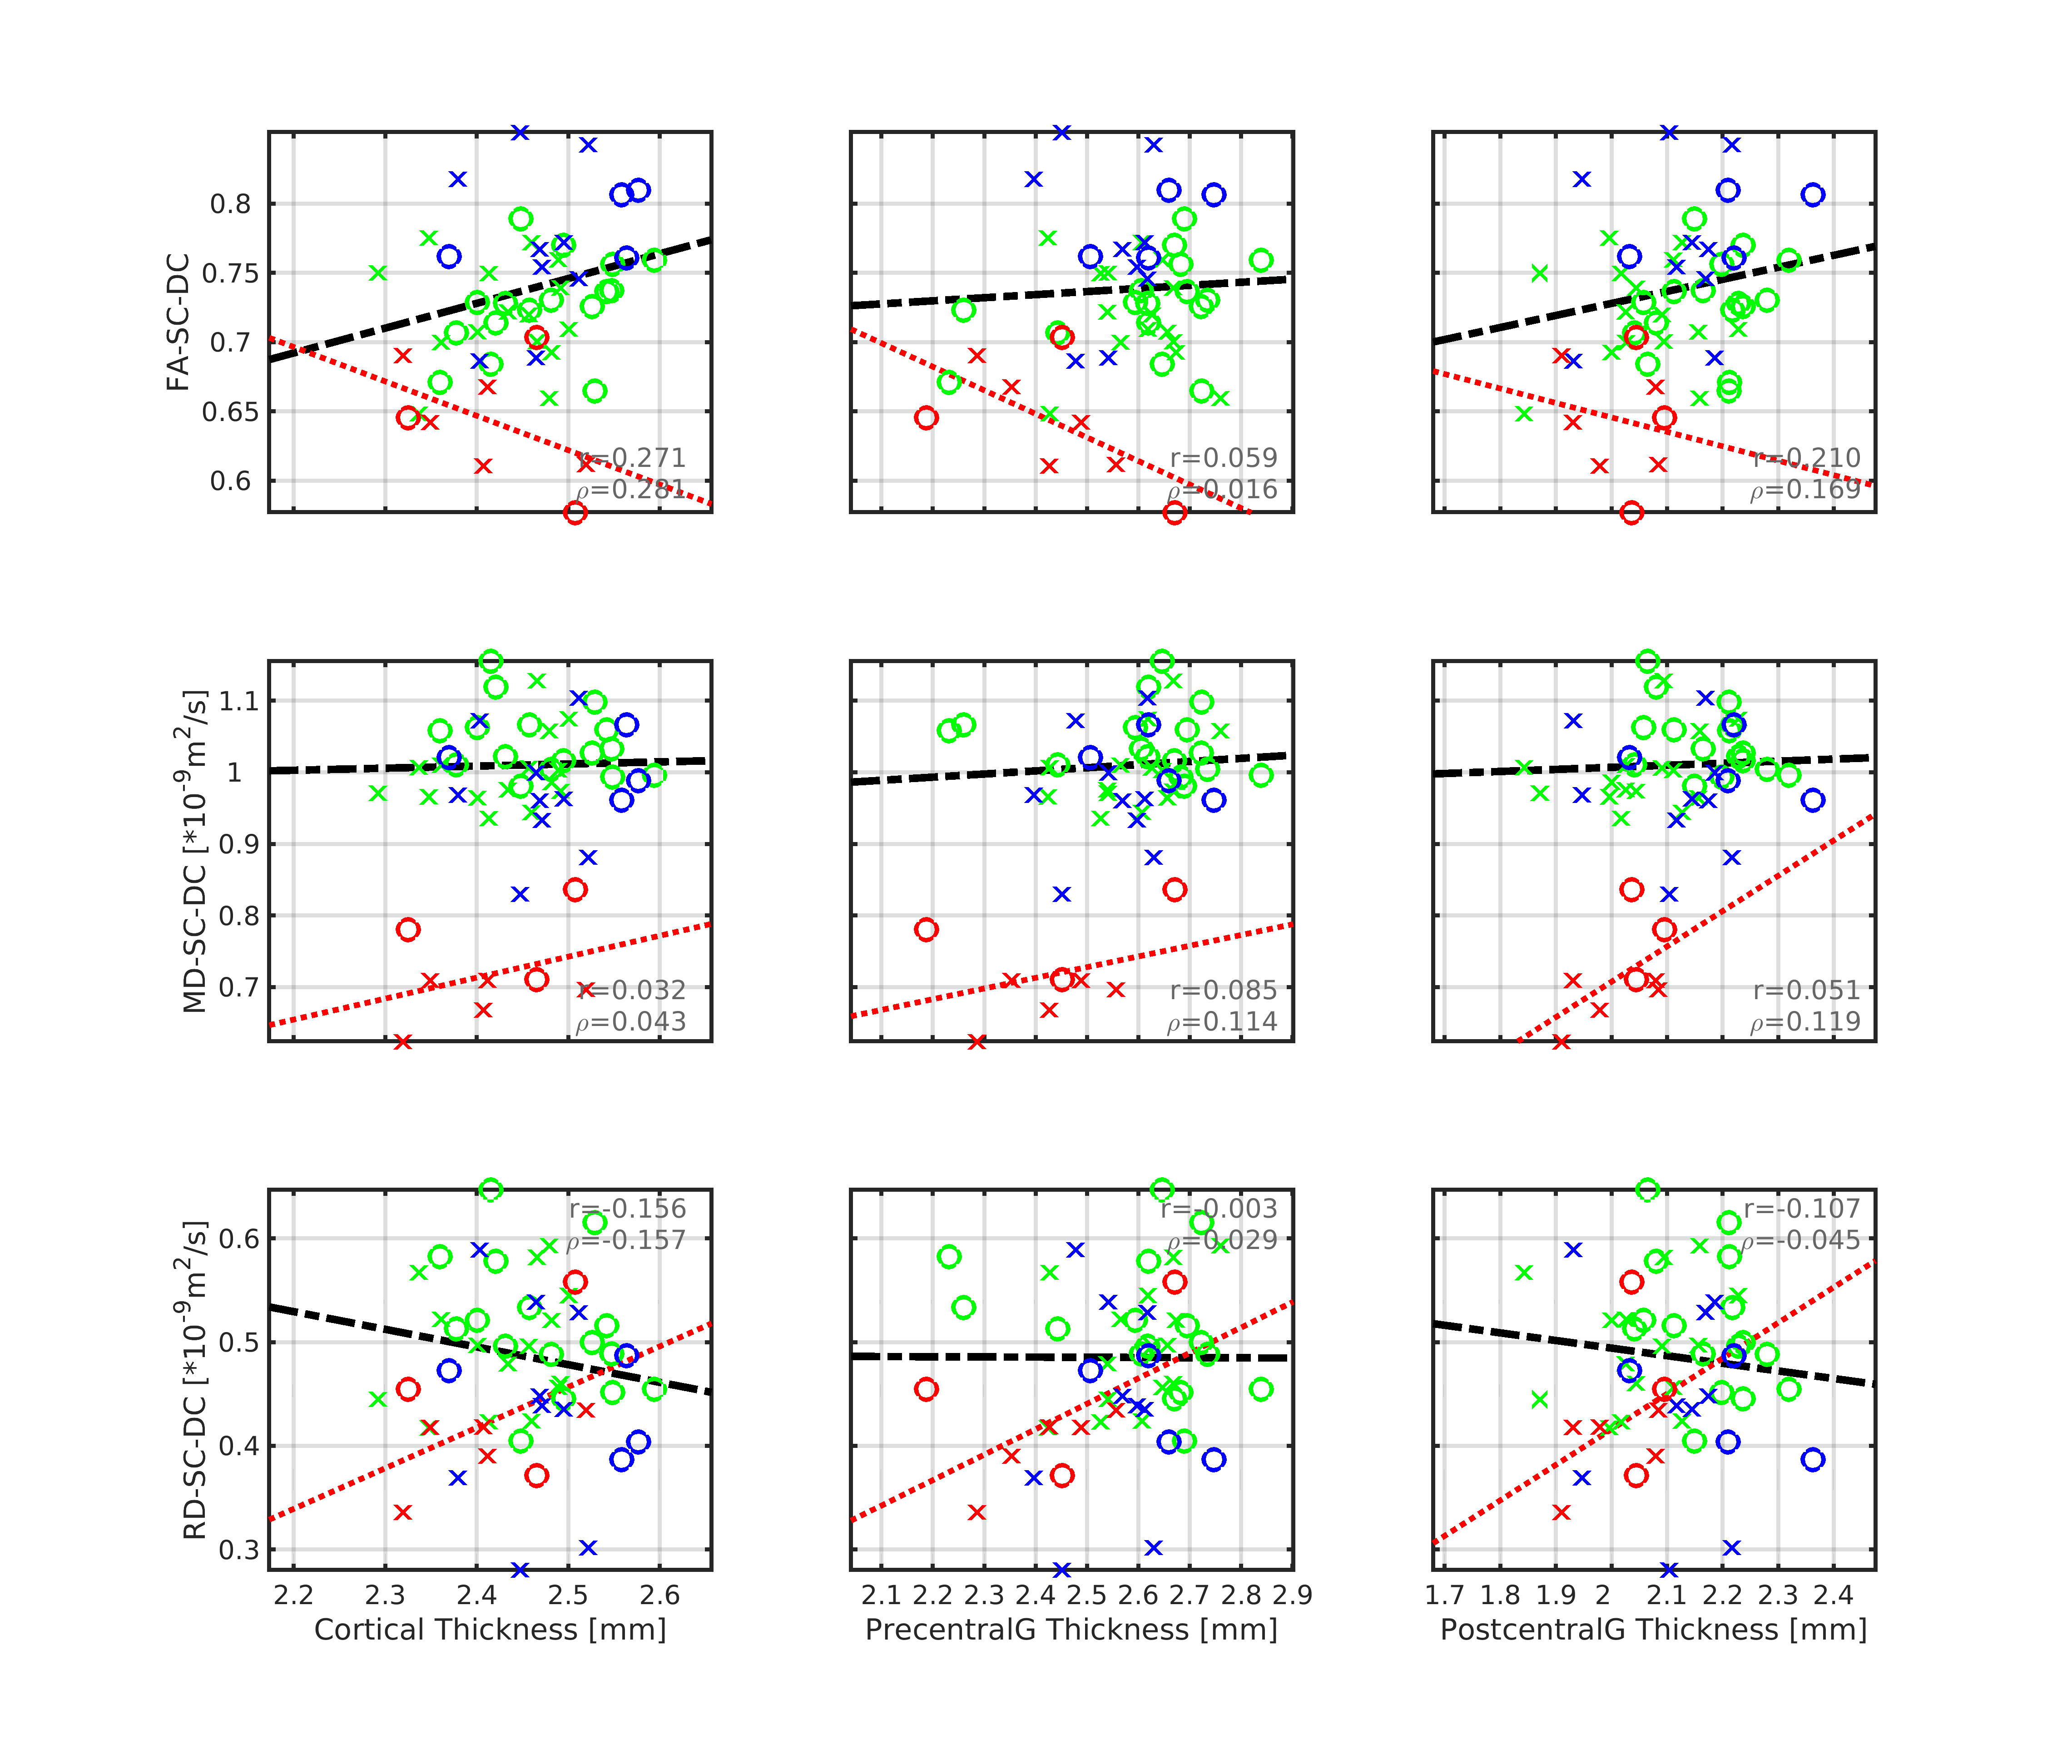 FA-SC-DC
0.8
0.75
0.7
0.65
0.6
r=0.271
ρ=0.281
r=0.059
ρ=0.016
r=0.210
ρ=0.169
MD-SC-DC [*10⁻⁹m²/s]
1.1
1
0.9
0.8
0.7
r=0.032
ρ=0.043
r=0.085
ρ=0.114
r=0.051
ρ=0.119
RD-SC-DC [*10⁻⁹m²/s]
0.6
0.5
0.4
0.3
r=-0.156
ρ=-0.157
r=-0.003
ρ=0.029
r=-0.107
ρ=-0.045
2.2 2.3 2.4 2.5 2.6
Cortical Thickness [mm]
2.1 2.2 2.3 2.4 2.5 2.6 2.7 2.8 2.9
PrecentralG Thickness [mm]
1.7 1.8 1.9 2 2.1 2.2 2.3 2.4
PostcentralG Thickness [mm]